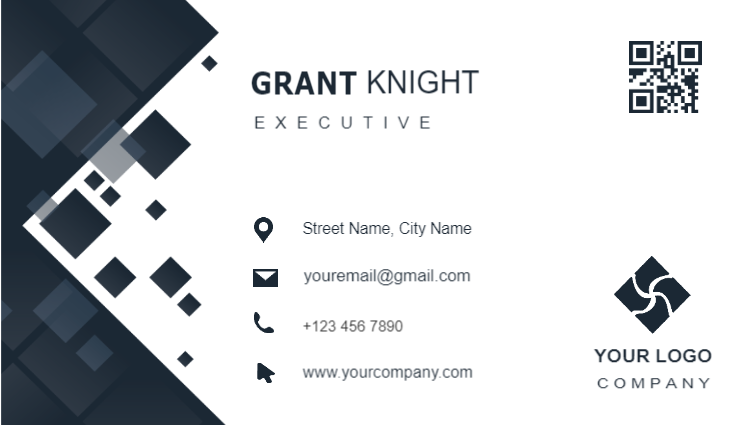 GRANT KNIGHT
EXECUTIVE
Street Name, City Name
youremail@gmail.com
+123 456 7890
www.yourcompany.com
YOUR LOGO
COMPANY